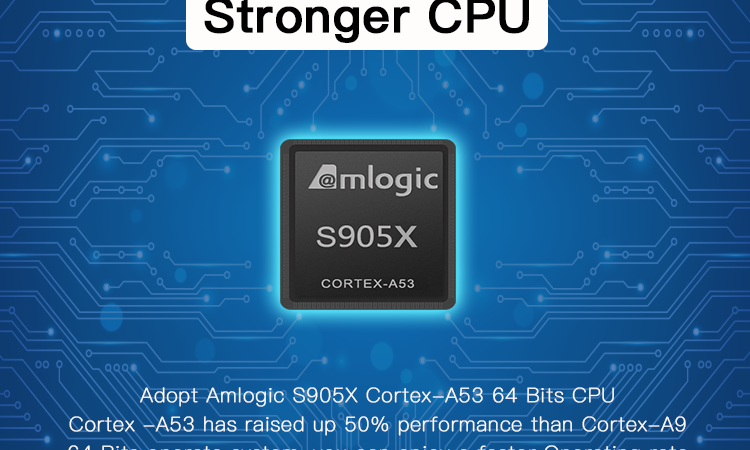 Stronger CPU
@mlogic
S905X
CORTEX-A53
Adopt Amlogic S905X Cortex-A53 64 Bits CPU
Cortex -A53 has raised up 50% performance than Cortex-A9
64 Bits operate system, you can enjoy a faster Operating rate